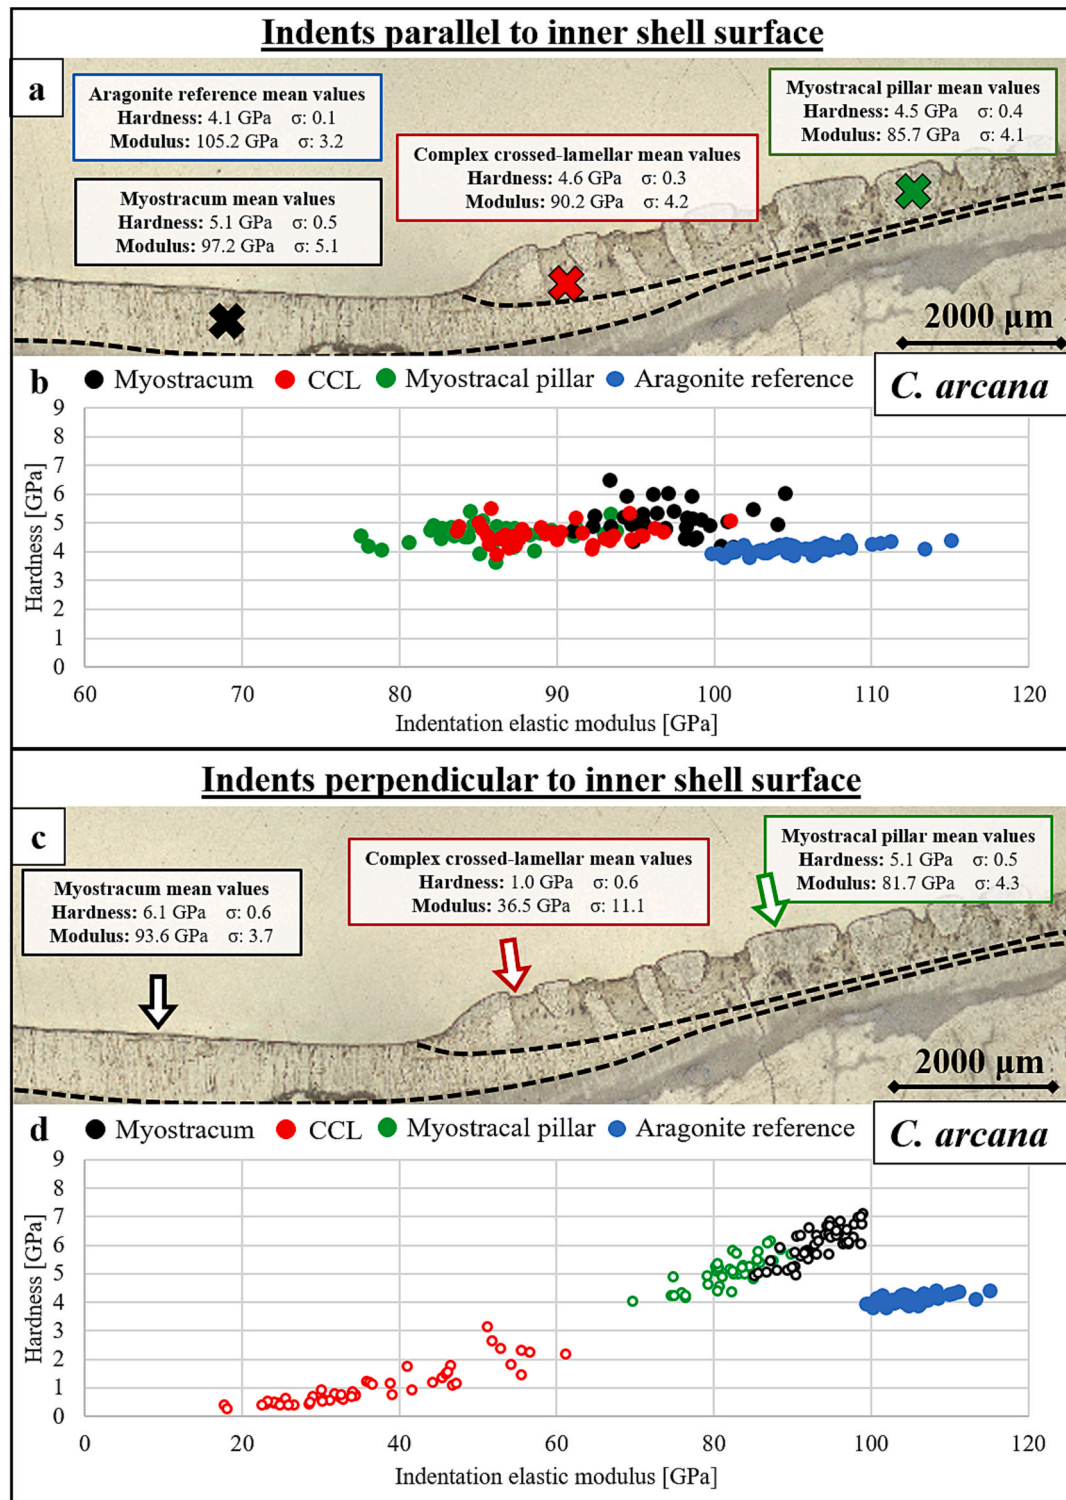 Indents parallel to inner shell surface
a
Aragonite reference mean values
Hardness: 4.1 GPa σ: 0.1
Modulus: 105.2 GPa σ: 3.2
Myostracal pillar mean values
Hardness: 4.5 GPa σ: 0.4
Modulus: 85.7 GPa σ: 4.1
Complex crossed-lamellar mean values
Hardness: 4.6 GPa σ: 0.3
Modulus: 90.2 GPa σ: 4.2
Myostracum mean values
Hardness: 5.1 GPa σ: 0.5
Modulus: 97.2 GPa σ: 5.1
2000 µm
b
Myostracum CCL Myostracal pillar Aragonite reference
C. arcana
Hardness [GPa]
9
8
7
6
5
4
3
2
1
0
60 70 80 90 100 110 120
Indentation elastic modulus [GPa]
Indents perpendicular to inner shell surface
c
Myostracum mean values
Hardness: 6.1 GPa σ: 0.6
Modulus: 93.6 GPa σ: 3.7
Complex crossed-lamellar mean values
Hardness: 1.0 GPa σ: 0.6
Modulus: 36.5 GPa σ: 11.1
Myostracal pillar mean values
Hardness: 5.1 GPa σ: 0.5
Modulus: 81.7 GPa σ: 4.3
2000 µm
d
Myostracum CCL Myostracal pillar Aragonite reference
C. arcana
Hardness [GPa]
9
8
7
6
5
4
3
2
1
0
0 20 40 60 80 100 120
Indentation elastic modulus [GPa]